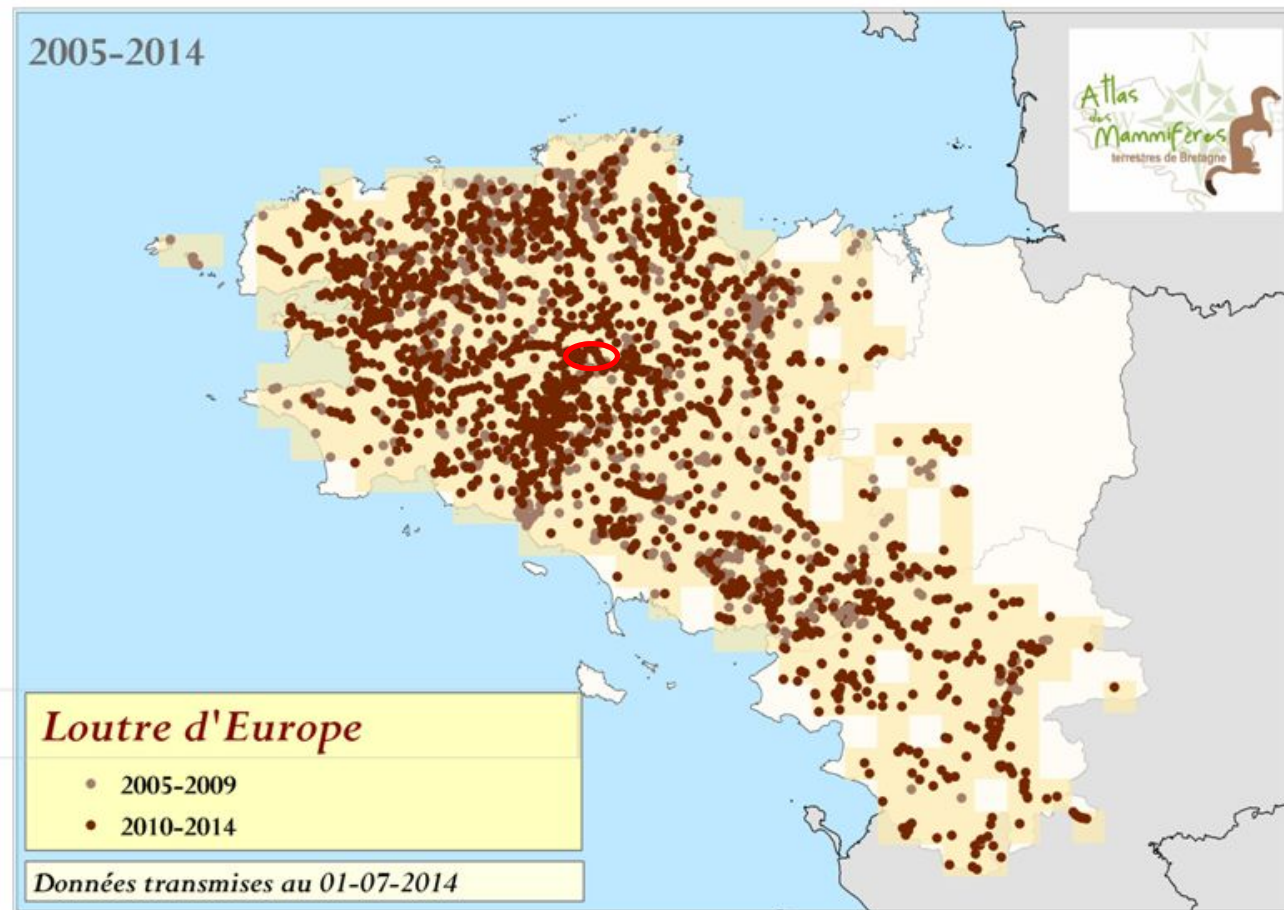 2005-2014
N
Atlas
des
Mammifères
terrestres de Bretagne
S
Loutre d'Europe
2005-2009
2010-2014
Données transmises au 01-07-2014